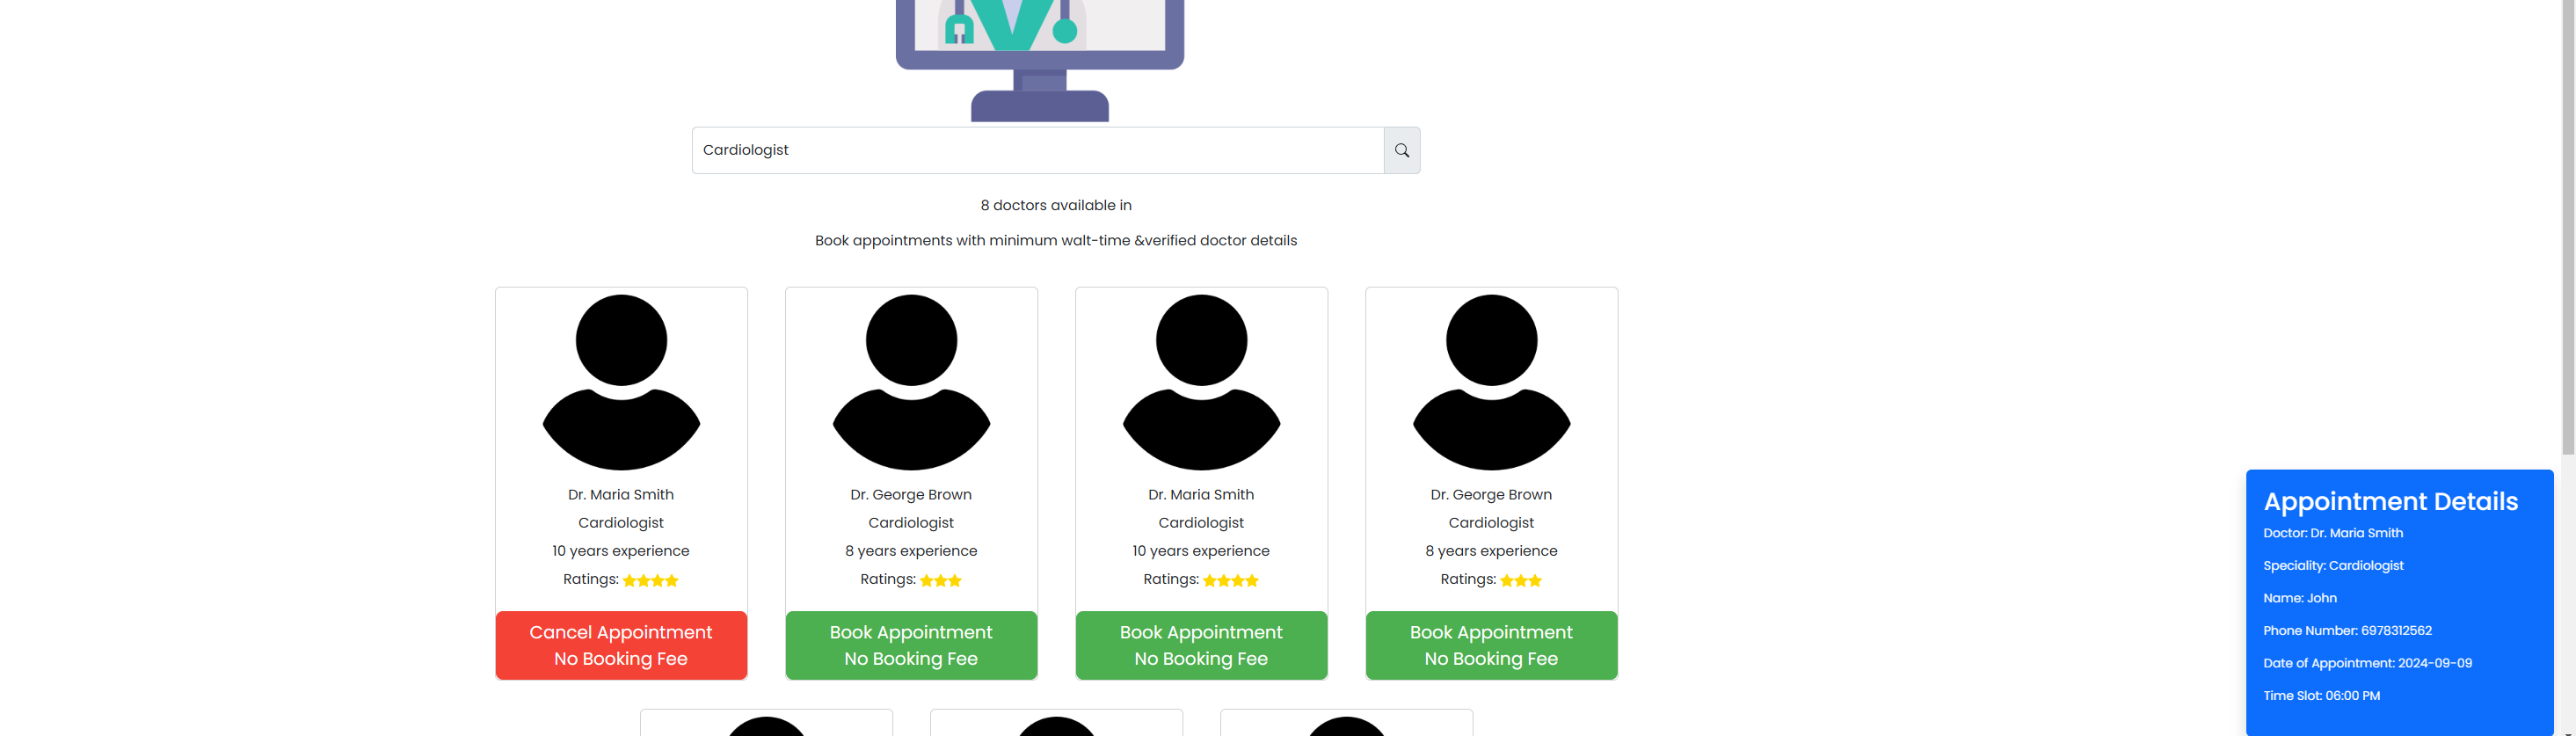 Cardiologist
8 doctors available in
Book appointments with minimum walt-time &verified doctor details
Dr. Maria Smith
Cardiologist
10 years experience
Ratings:
Cancel Appointment
No Booking Fee
Dr. George Brown
Cardiologist
8 years experience
Ratings:
Book Appointment
No Booking Fee
Dr. Maria Smith
Cardiologist
10 years experience
Ratings:
Book Appointment
No Booking Fee
Dr. George Brown
Cardiologist
8 years experience
Ratings:
Book Appointment
No Booking Fee
Appointment Details
Doctor: Dr. Maria Smith
Speciality: Cardiologist
Name: John
Phone Number: 6978312562
Date of Appointment: 2024-09-09
Time Slot: 06:00 PM